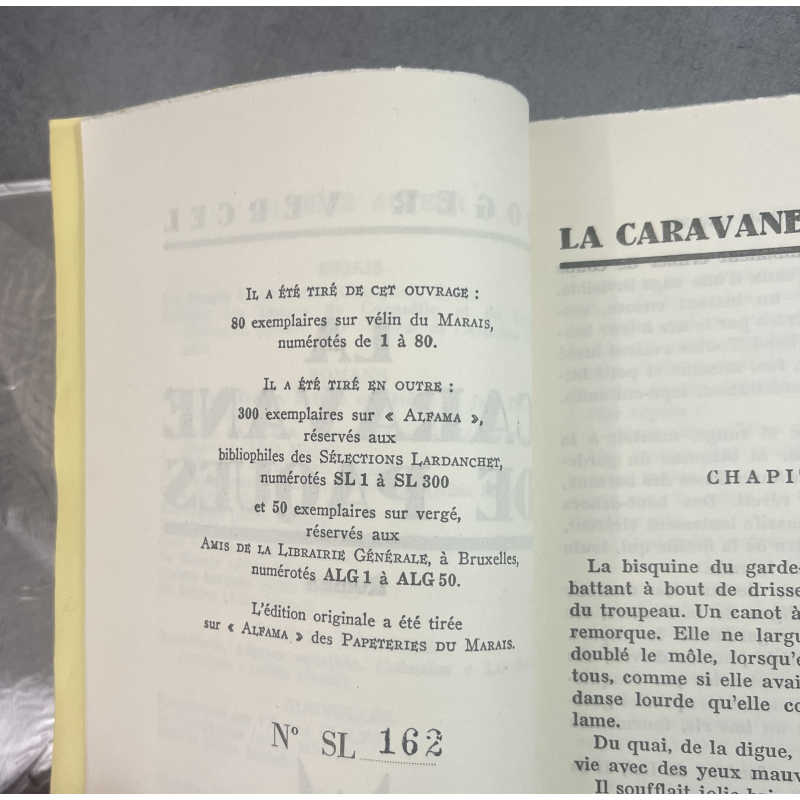 IL A ÉTÉ TIRÉ DE CET OUVRAGE :
80 exemplaires sur vélin du MARAIS,
numérotés de 1 à 80.
IL A ÉTÉ TIRÉ EN OUTRE :
300 exemplaires sur « ALFAMA »,
réservés aux
bibliophiles des SÉLECTIONS LARDANCHET,
numérotés SL 1 à SL 300
et 50 exemplaires sur vergé,
réservés aux
AMIS DE LA LIBRAIRIE GÉNÉRALE, à Bruxelles,
numérotés ALG 1 à ALG 50.
L'édition originale a été tirée
sur « ALFAMA » des PAPETERIES DU MARAIS.
N° SL 162
LA CARAVANE
CHAPI
La bisquine du garde-
battant à bout de drisse
du troupeau. Un canot à
remorque. Elle ne largu
doublé le môle, lorsqu'e
tous, comme si elle avai
danse lourde qu'elle co
lame.
Du quai, de la digue,
vie avec des yeux mauv
Il soufflait jolie